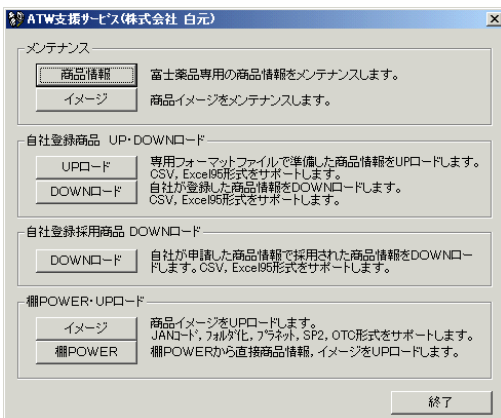 ATW支援ｻｰﾋﾞｽ(株式会社 白元)
メンテナンス
商品情報
富士薬品専用の商品情報をメンテナンスします。
イメージ
商品イメージをメンテナンスします。
自社登録商品 UP・DOWNロード
UPロード
専用フォーマットファイルで準備した商品情報をUPロードします。
CSV, Excel95形式をサポートします。
DOWNロード
自社が登録した商品情報をDOWNロードします。
CSV, Excel95形式をサポートします。
自社登録採用商品 DOWNロード
DOWNロード
自社が申請した商品情報で採用された商品情報をDOWNロー
ドします。CSV, Excel95形式をサポートします。
棚POWER・UPロード
イメージ
商品イメージをUPロードします。
JANｺｰﾄﾞ, ﾌｫﾙﾀﾞ化, ﾌﾟﾗﾈｯﾄ, SP2, OTC形式をサポートします。
棚POWER
棚POWERから直接商品情報, イメージをUPロードします。
終了